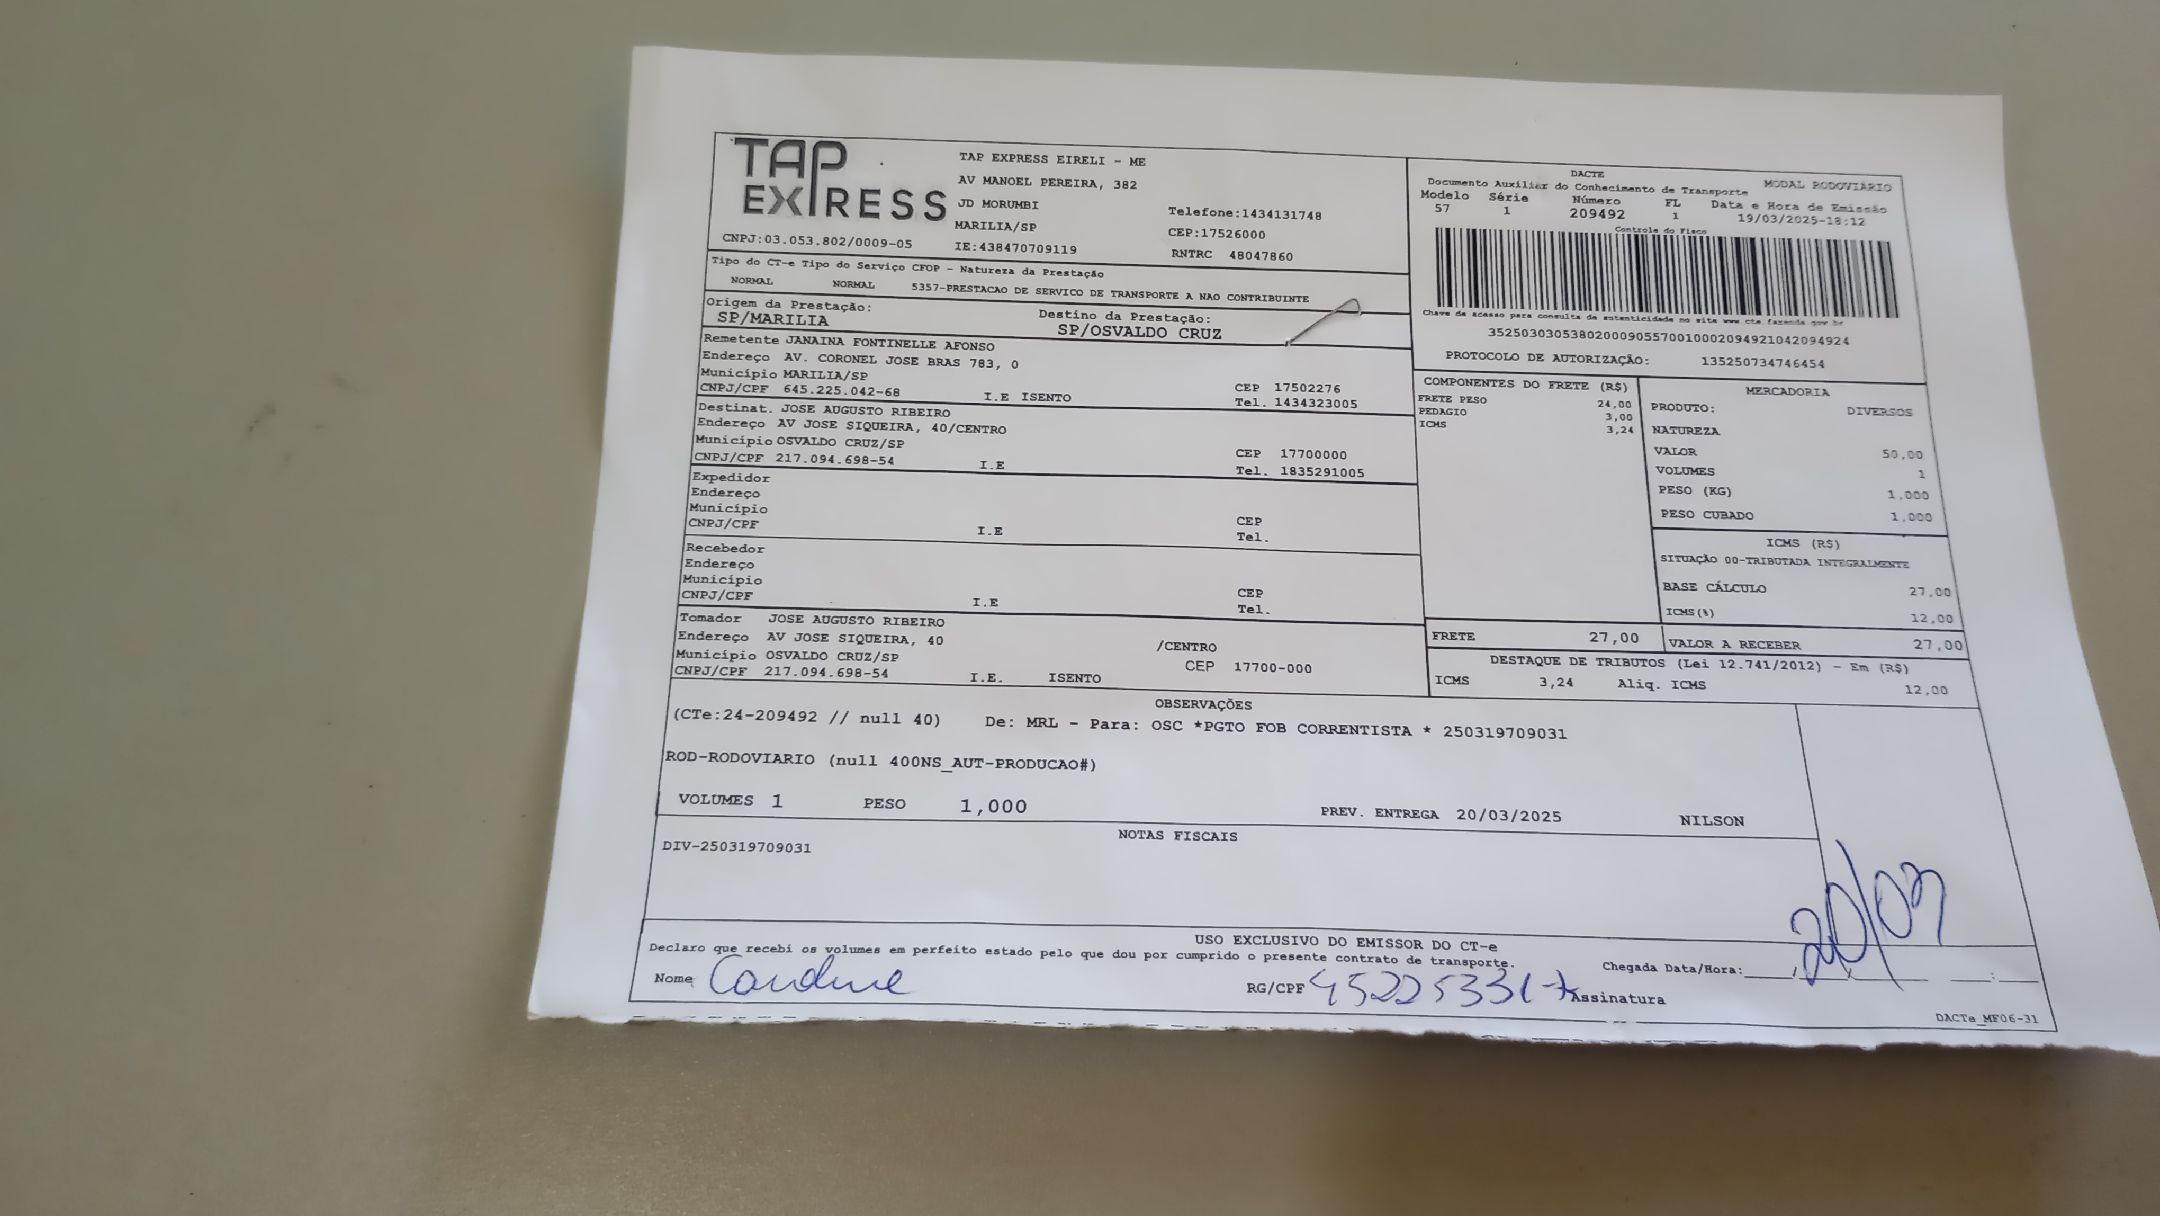 TAP
EXPRESS
TAP EXPRESS EIRELI - ME
AV MANOEL PEREIRA, 382
JD MORUMBI
MARILIA/SP
Telefone:1434131748
CEP:17526000
CNPJ:03.053.802/0009-05
IE:438470709119
RNTRC 48047860
DACTE
Documento Auxiliar do Conhecimento de Transporte MODAL RODOVIÁRIO
Modelo Série Número FL Data e Hora de Emissão
57 1 209492 1 19/03/2025-18:12
Controle do Fisco
Chave de acesso para consulta de autenticidade no site www.cte.fazenda.gov.br
35250303053802000905570010002094921042094924
PROTOCOLO DE AUTORIZAÇÃO: 135250734746454
Tipo do CT-e Tipo do Serviço CFOP - Natureza da Prestação
NORMAL NORMAL 5357-PRESTACAO DE SERVICO DE TRANSPORTE A NAO CONTRIBUINTE
Origem da Prestação: Destino da Prestação:
SP/MARILIA SP/OSVALDO CRUZ
Remetente JANAINA FONTINELLE AFONSO
Endereço AV. CORONEL JOSE BRAS 783, 0
Município MARILIA/SP CEP 17502276
CNPJ/CPF 645.225.042-68 I.E ISENTO Tel. 1434323005
Destinat. JOSE AUGUSTO RIBEIRO
Endereço AV JOSE SIQUEIRA, 40/CENTRO
Município OSVALDO CRUZ/SP CEP 17700000
CNPJ/CPF 217.094.698-54 I.E Tel. 1835291005
Expedidor
Endereço
Município CEP
CNPJ/CPF I.E Tel.
Recebedor
Endereço
Município CEP
CNPJ/CPF I.E Tel.
Tomador JOSE AUGUSTO RIBEIRO
Endereço AV JOSE SIQUEIRA, 40 /CENTRO
Município OSVALDO CRUZ/SP CEP 17700-000
CNPJ/CPF 217.094.698-54 I.E. ISENTO
COMPONENTES DO FRETE (R$)
FRETE PESO 24,00
PEDAGIO 3,00
ICMS 3,24
MERCADORIA
PRODUTO: DIVERSOS
NATUREZA
VALOR 50,00
VOLUMES 1
PESO (KG) 1,000
PESO CUBADO 1,000
ICMS (R$)
SITUAÇÃO 00-TRIBUTADA INTEGRALMENTE
BASE CÁLCULO 27,00
ICMS(%) 12,00
FRETE 27,00 VALOR A RECEBER 27,00
DESTAQUE DE TRIBUTOS (Lei 12.741/2012) - Em (R$)
ICMS 3,24 Aliq. ICMS 12,00
OBSERVAÇÕES
(CTe:24-209492 // null 40) De: MRL - Para: OSC *PGTO FOB CORRENTISTA * 250319709031
ROD-RODOVIARIO (null 400NS_AUT-PRODUCAO#)
VOLUMES 1 PESO 1,000 PREV. ENTREGA 20/03/2025 NILSON
NOTAS FISCAIS
DIV-250319709031
USO EXCLUSIVO DO EMISSOR DO CT-e
Declaro que recebi os volumes em perfeito estado pelo que dou por cumprido o presente contrato de transporte.
Chegada Data/Hora: 20/03
Nome RG/CPF Assinatura
DACTe_MF06-31